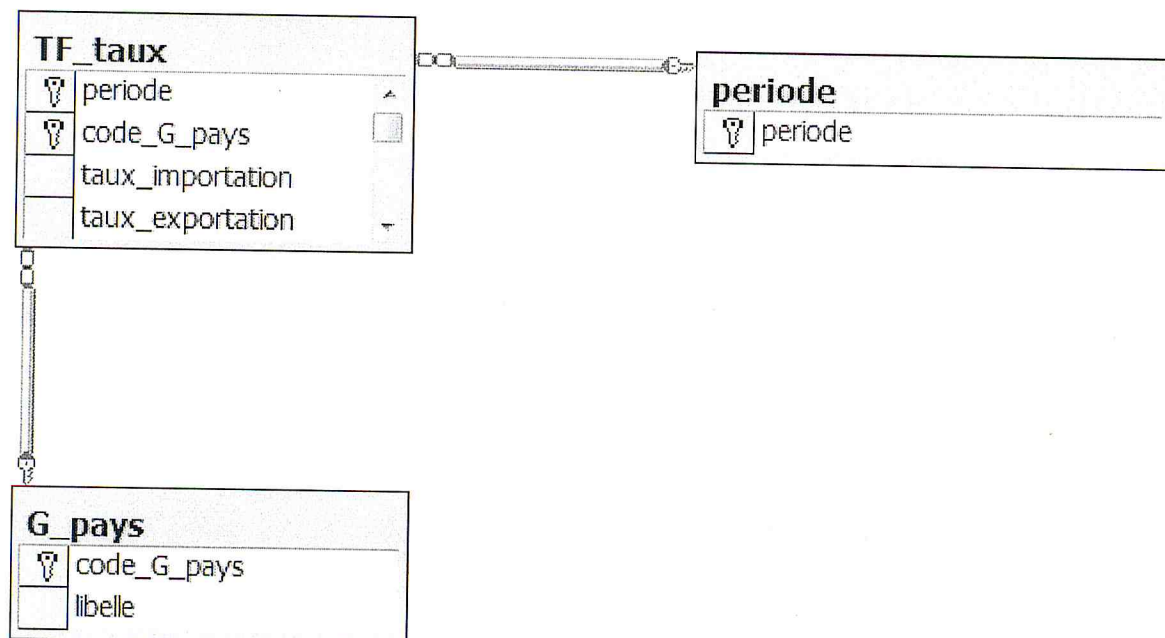 TF_taux
periode
code_G_pays
taux_importation
taux_exportation
periode
periode
G_pays
code_G_pays
libelle